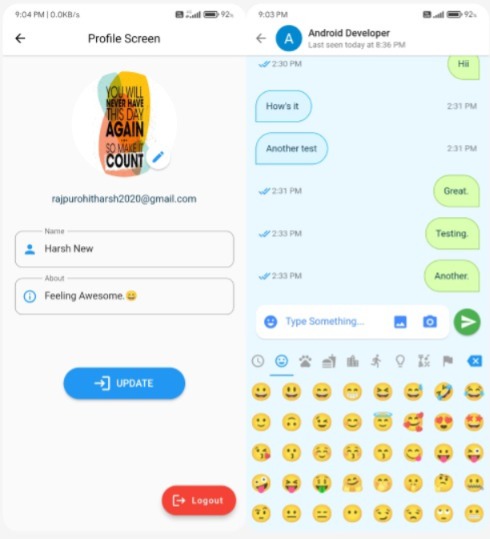 9:04 PM | 0.0KB/s
92%
Profile Screen
YOU WILL
NEVER HAVE
THIS DAY
AGAIN
SO MAKE IT
COUNT
rajpurohitharsh2020@gmail.com
Name
Harsh New
About
Feeling Awesome.😀
UPDATE
Logout
9:03 PM
92%
A
Android Developer
Last seen today at 8:36 PM
2:30 PM
Hii
How's it
2:31 PM
Another test
2:31 PM
2:31 PM
Great.
2:33 PM
Testing.
2:33 PM
Another.
Type Something...